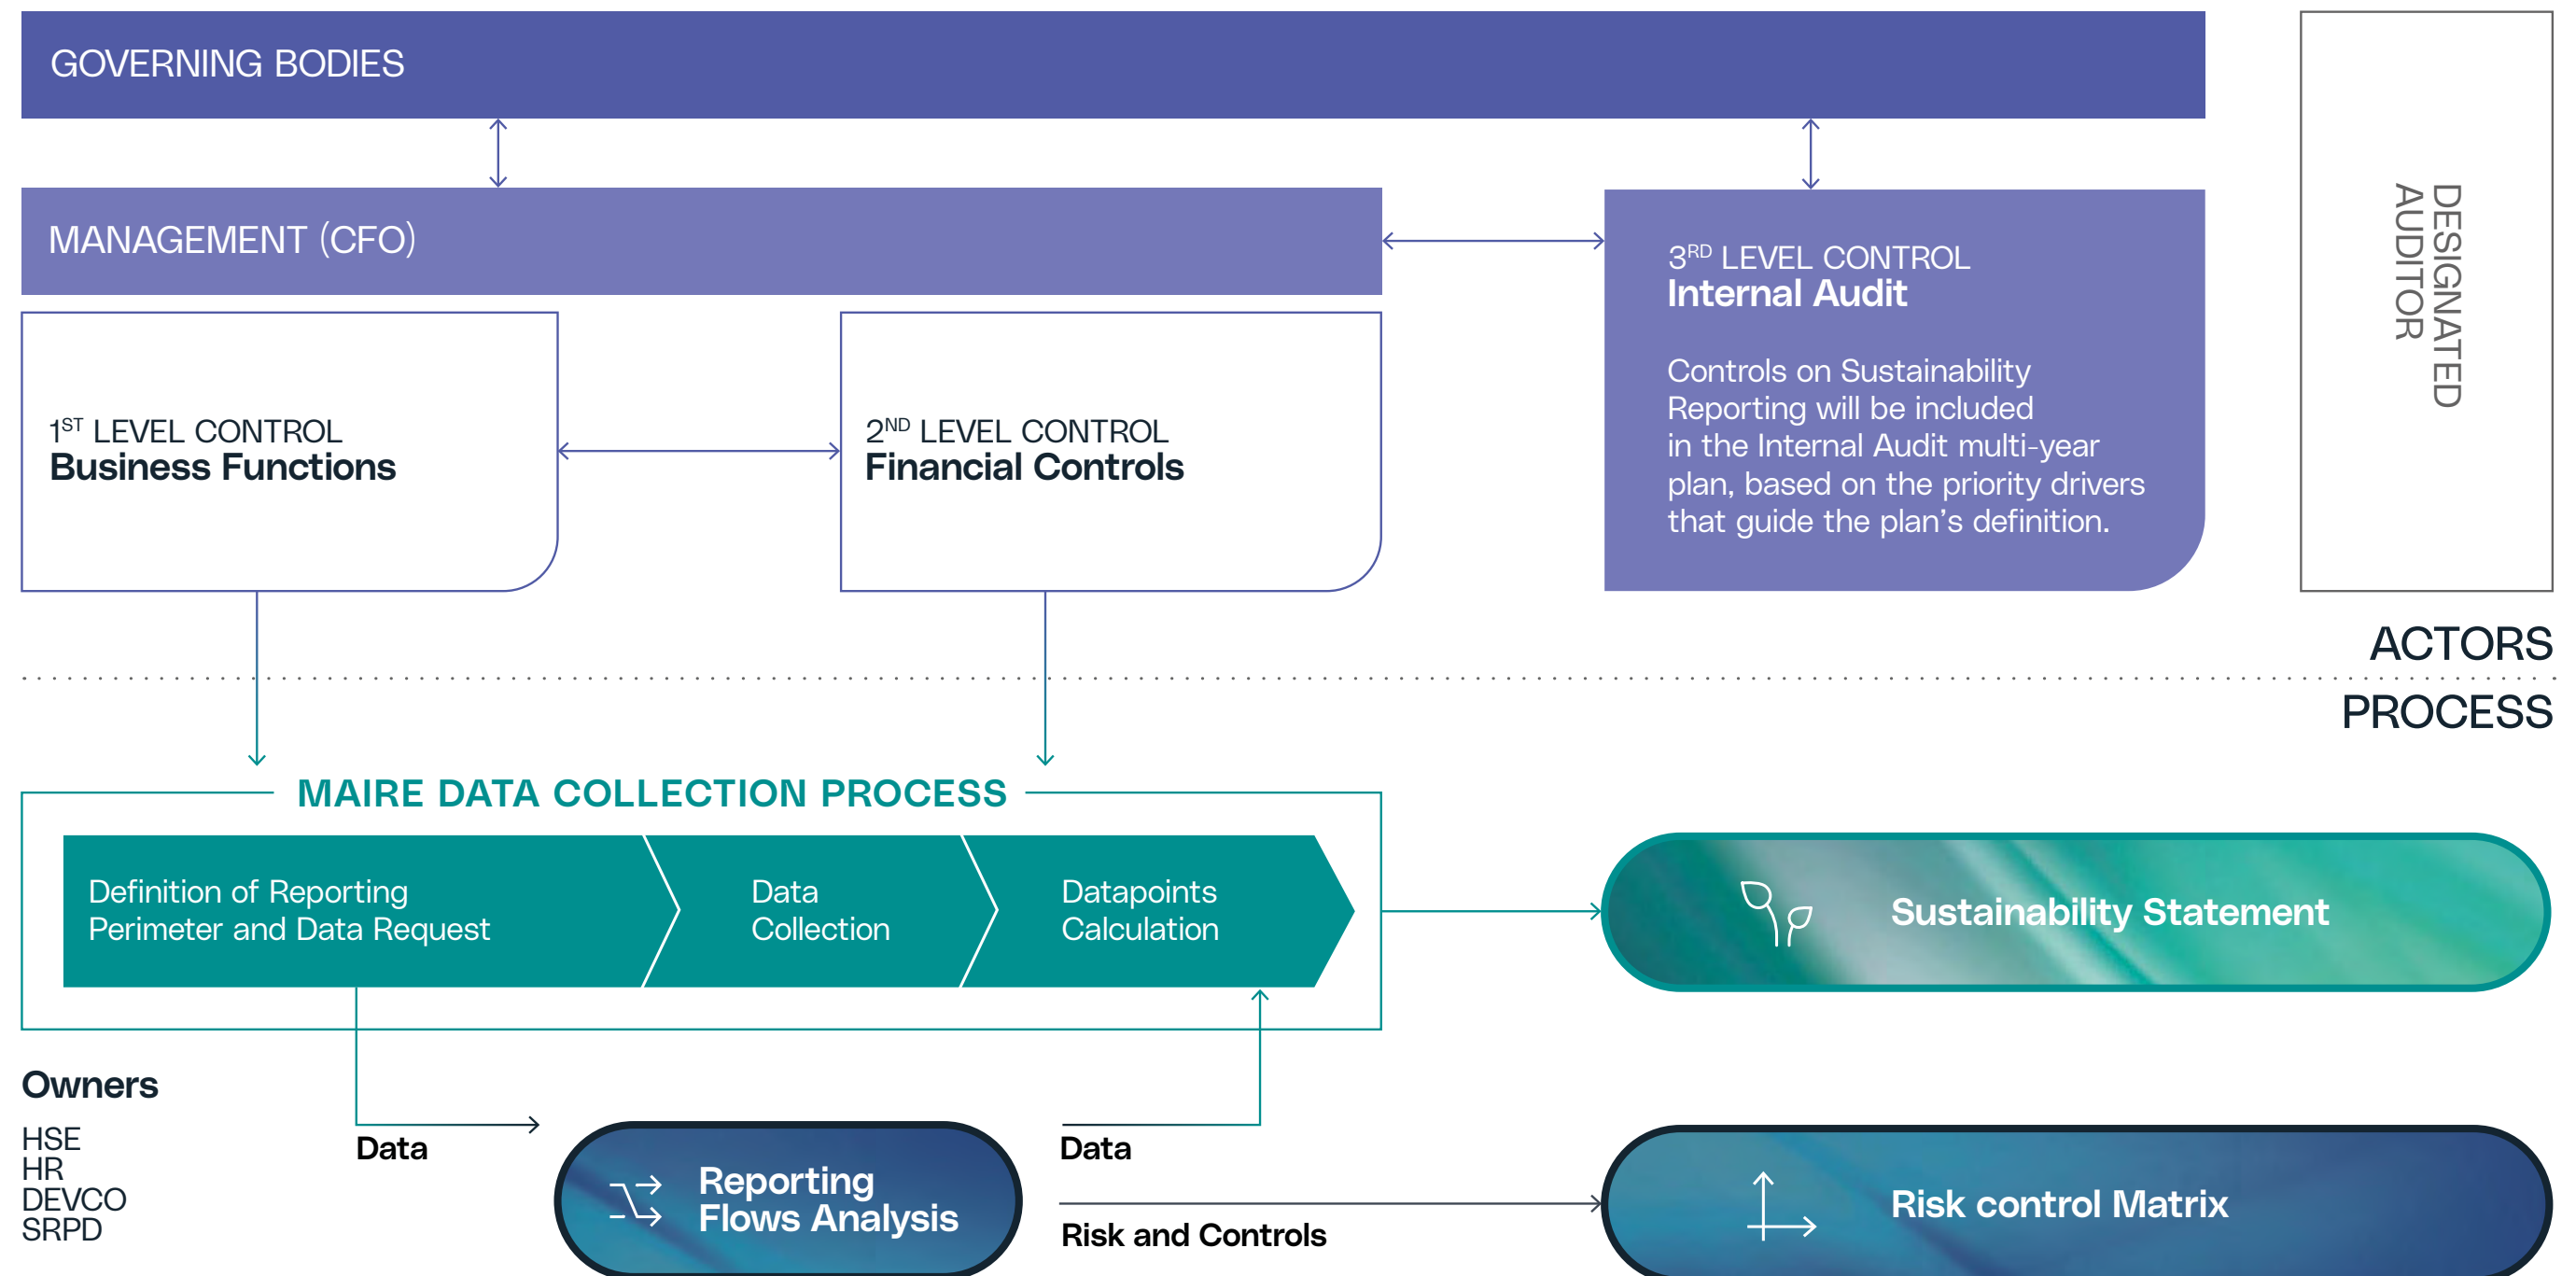 GOVERNING BODIES
MANAGEMENT (CFO)
1ST LEVEL CONTROL
Business Functions
2ND LEVEL CONTROL
Financial Controls
3RD LEVEL CONTROL
Internal Audit
Controls on Sustainability
Reporting will be included
in the Internal Audit multi-year
plan, based on the priority drivers
that guide the plan’s definition.
DESIGNATED
AUDITOR
ACTORS
PROCESS
MAIRE DATA COLLECTION PROCESS
Definition of Reporting
Perimeter and Data Request
Data
Collection
Datapoints
Calculation
Sustainability Statement
Owners
HSE
HR
DEVCO
SRPD
Data
Reporting
Flows Analysis
Data
Risk and Controls
Risk control Matrix